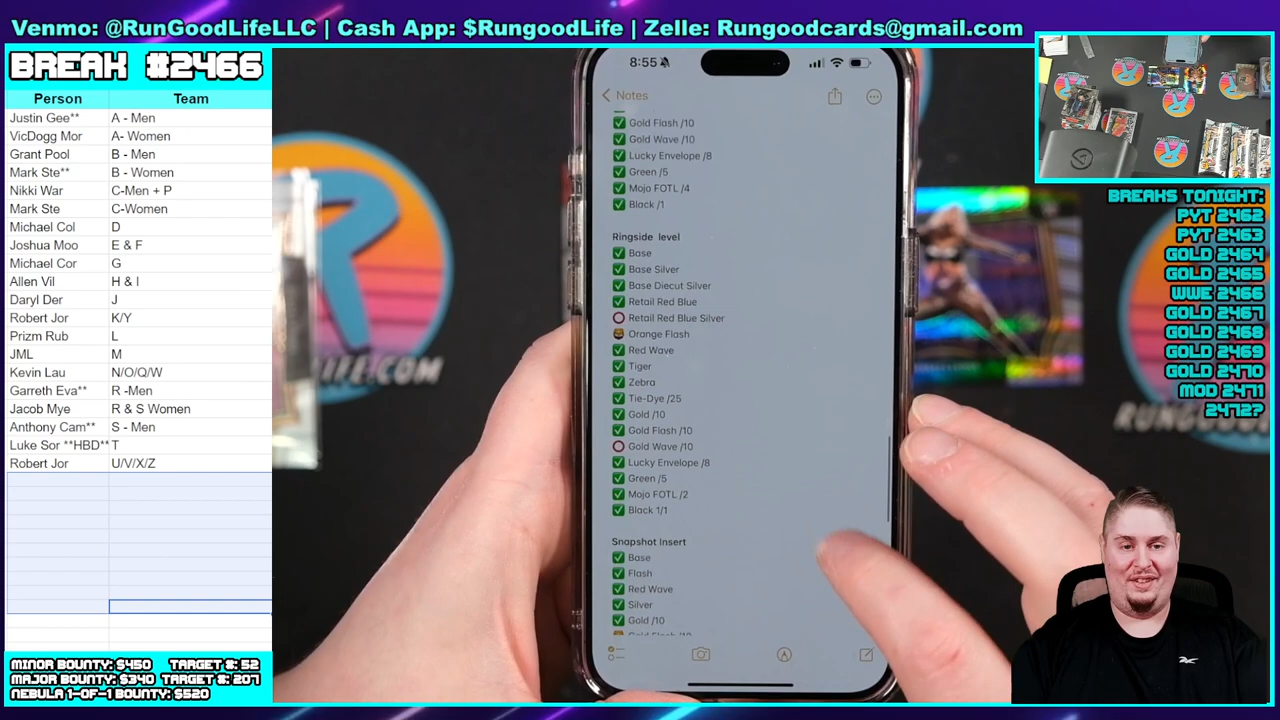 Venmo: @RunGoodLifeLLC | Cash App: $RungoodLife | Zelle: Rungoodcards@gmail.com
BREAK #2466
Person Team
Justin Gee** A - Men
VicDogg Mor A- Women
Grant Pool B - Men
Mark Ste** B - Women
Nikki War C-Men + P
Mark Ste C-Women
Michael Col D
Joshua Moo E & F
Michael Cor G
Allen Vil H & I
Daryl Der J
Robert Jor K/Y
Prizm Rub L
JML M
Kevin Lau N/O/Q/W
Garreth Eva** R -Men
Jacob Mye R & S Women
Anthony Cam** S - Men
Luke Sor **HBD** T
Robert Jor U/V/X/Z
MINOR BOUNTY: $450 TARGET #: 52
MAJOR BOUNTY: $340 TARGET #: 207
NEBULA 1-OF-1 BOUNTY: $520
8:55
Notes
Gold Flash /10
Gold Wave /10
Lucky Envelope /8
Green /5
Mojo FOTL /4
Black /1
Ringside level
Base
Base Silver
Base Diecut Silver
Retail Red Blue
Retail Red Blue Silver
Orange Flash
Red Wave
Tiger
Zebra
Tie-Dye /25
Gold /10
Gold Flash /10
Gold Wave /10
Lucky Envelope /8
Green /5
Mojo FOTL /2
Black 1/1
Snapshot insert
Base
Flash
Red Wave
Silver
Gold /10
Gold Flash /10
LIFE.COM
RUNGOOD
BREAKS TONIGHT:
PYT 2462
PYT 2463
GOLD 2464
GOLD 2465
WWE 2466
GOLD 2467
GOLD 2468
GOLD 2469
GOLD 2470
MOD 2471
2472?